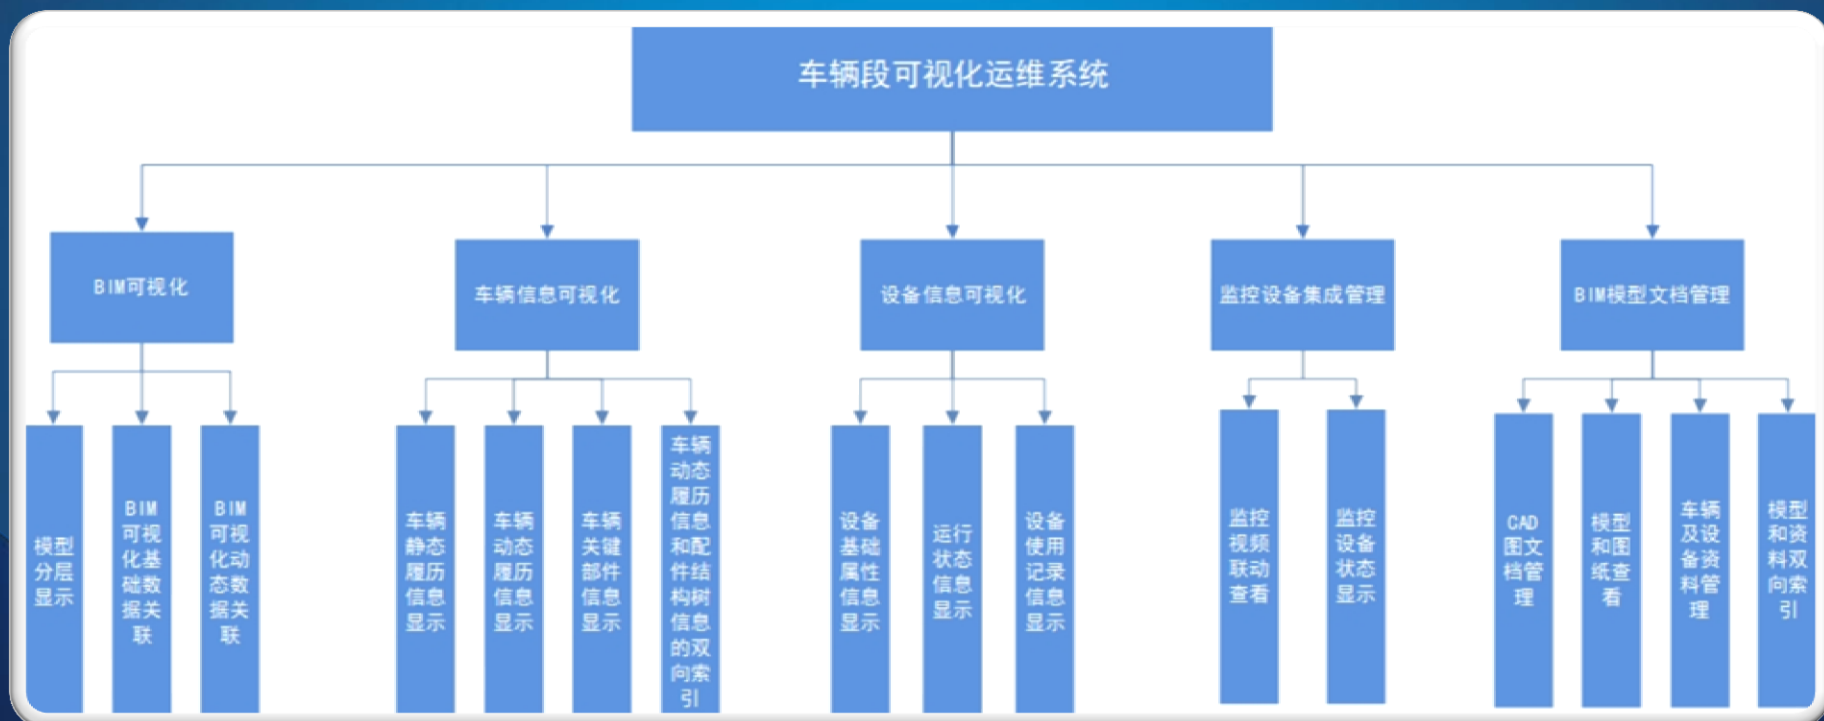 车辆段可视化运维系统
BIM可视化
车辆信息可视化
设备信息可视化
监控设备集成管理
BIM模型文档管理
模型
分层
显示
BIM
可视
化基
础数
据关
联
BIM
可视
化动
态数
据关
联
车辆
静态
履历
信息
显示
车辆
动态
履历
信息
显示
车辆
关键
部件
信息
显示
车辆
动态
履历
信息
和配
件结
构树
信息
的双
向索
引
设备
基础
属性
信息
显示
运行
状态
信息
显示
设备
使用
记录
信息
显示
监控
视频
联动
查看
监控
设备
状态
显示
CAD
图文
档管
理
模型
和图
纸查
看
车辆
及设
备资
料管
理
模型
和资
料双
向索
引